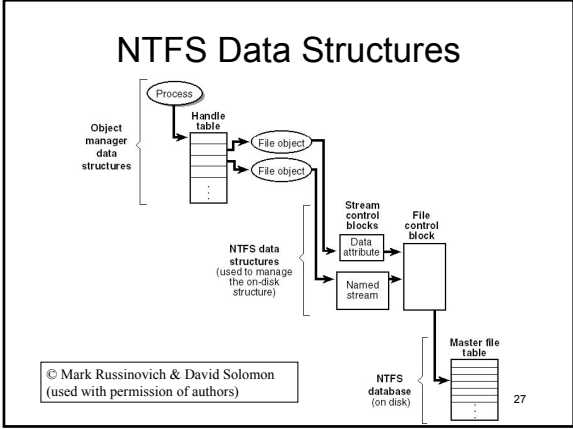 NTFS Data Structures
Process
Handle
table
Object
manager
data
structures
File object
File object
Stream
control
blocks
File
control
block
Data
attribute
NTFS data
structures
(used to manage
the on-disk
structure)
Named
stream
Master file
table
NTFS
database
(on disk)
© Mark Russinovich & David Solomon
(used with permission of authors)
27